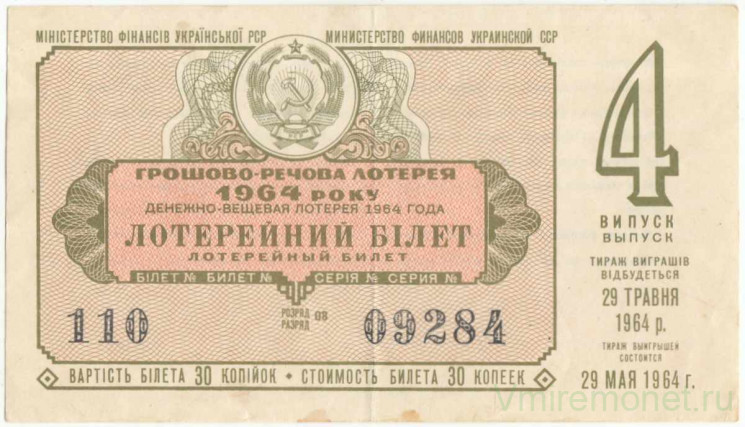 МІНІСТЕРСТВО ФІНАНСІВ УКРАЇНСЬКОЇ РСР
МИНИСТЕРСТВО ФИНАНСОВ УКРАИНСКОЙ ССР
ГРОШОВО-РЕЧОВА ЛОТЕРЕЯ
1964 РОКУ
ДЕНЕЖНО-ВЕЩЕВАЯ ЛОТЕРЕЯ 1964 ГОДА
ЛОТЕРЕЙНИЙ БІЛЕТ
ЛОТЕРЕЙНЫЙ БИЛЕТ
БІЛЕТ № БИЛЕТ № СЕРІЯ № СЕРИЯ №
110
РОЗРЯД 08
РАЗРЯД
09284
ВАРТІСТЬ БІЛЕТА 30 КОПІЙОК • СТОИМОСТЬ БИЛЕТА 30 КОПЕЕК
4
ВИПУСК
ВЫПУСК
ТИРАЖ ВИГРАШІВ
ВІДБУДЕТЬСЯ
29 ТРАВНЯ
1964 р.
ТИРАЖ ВЫИГРЫШЕЙ
СОСТОИТСЯ
29 МАЯ 1964 г.
vmiremonet.ru